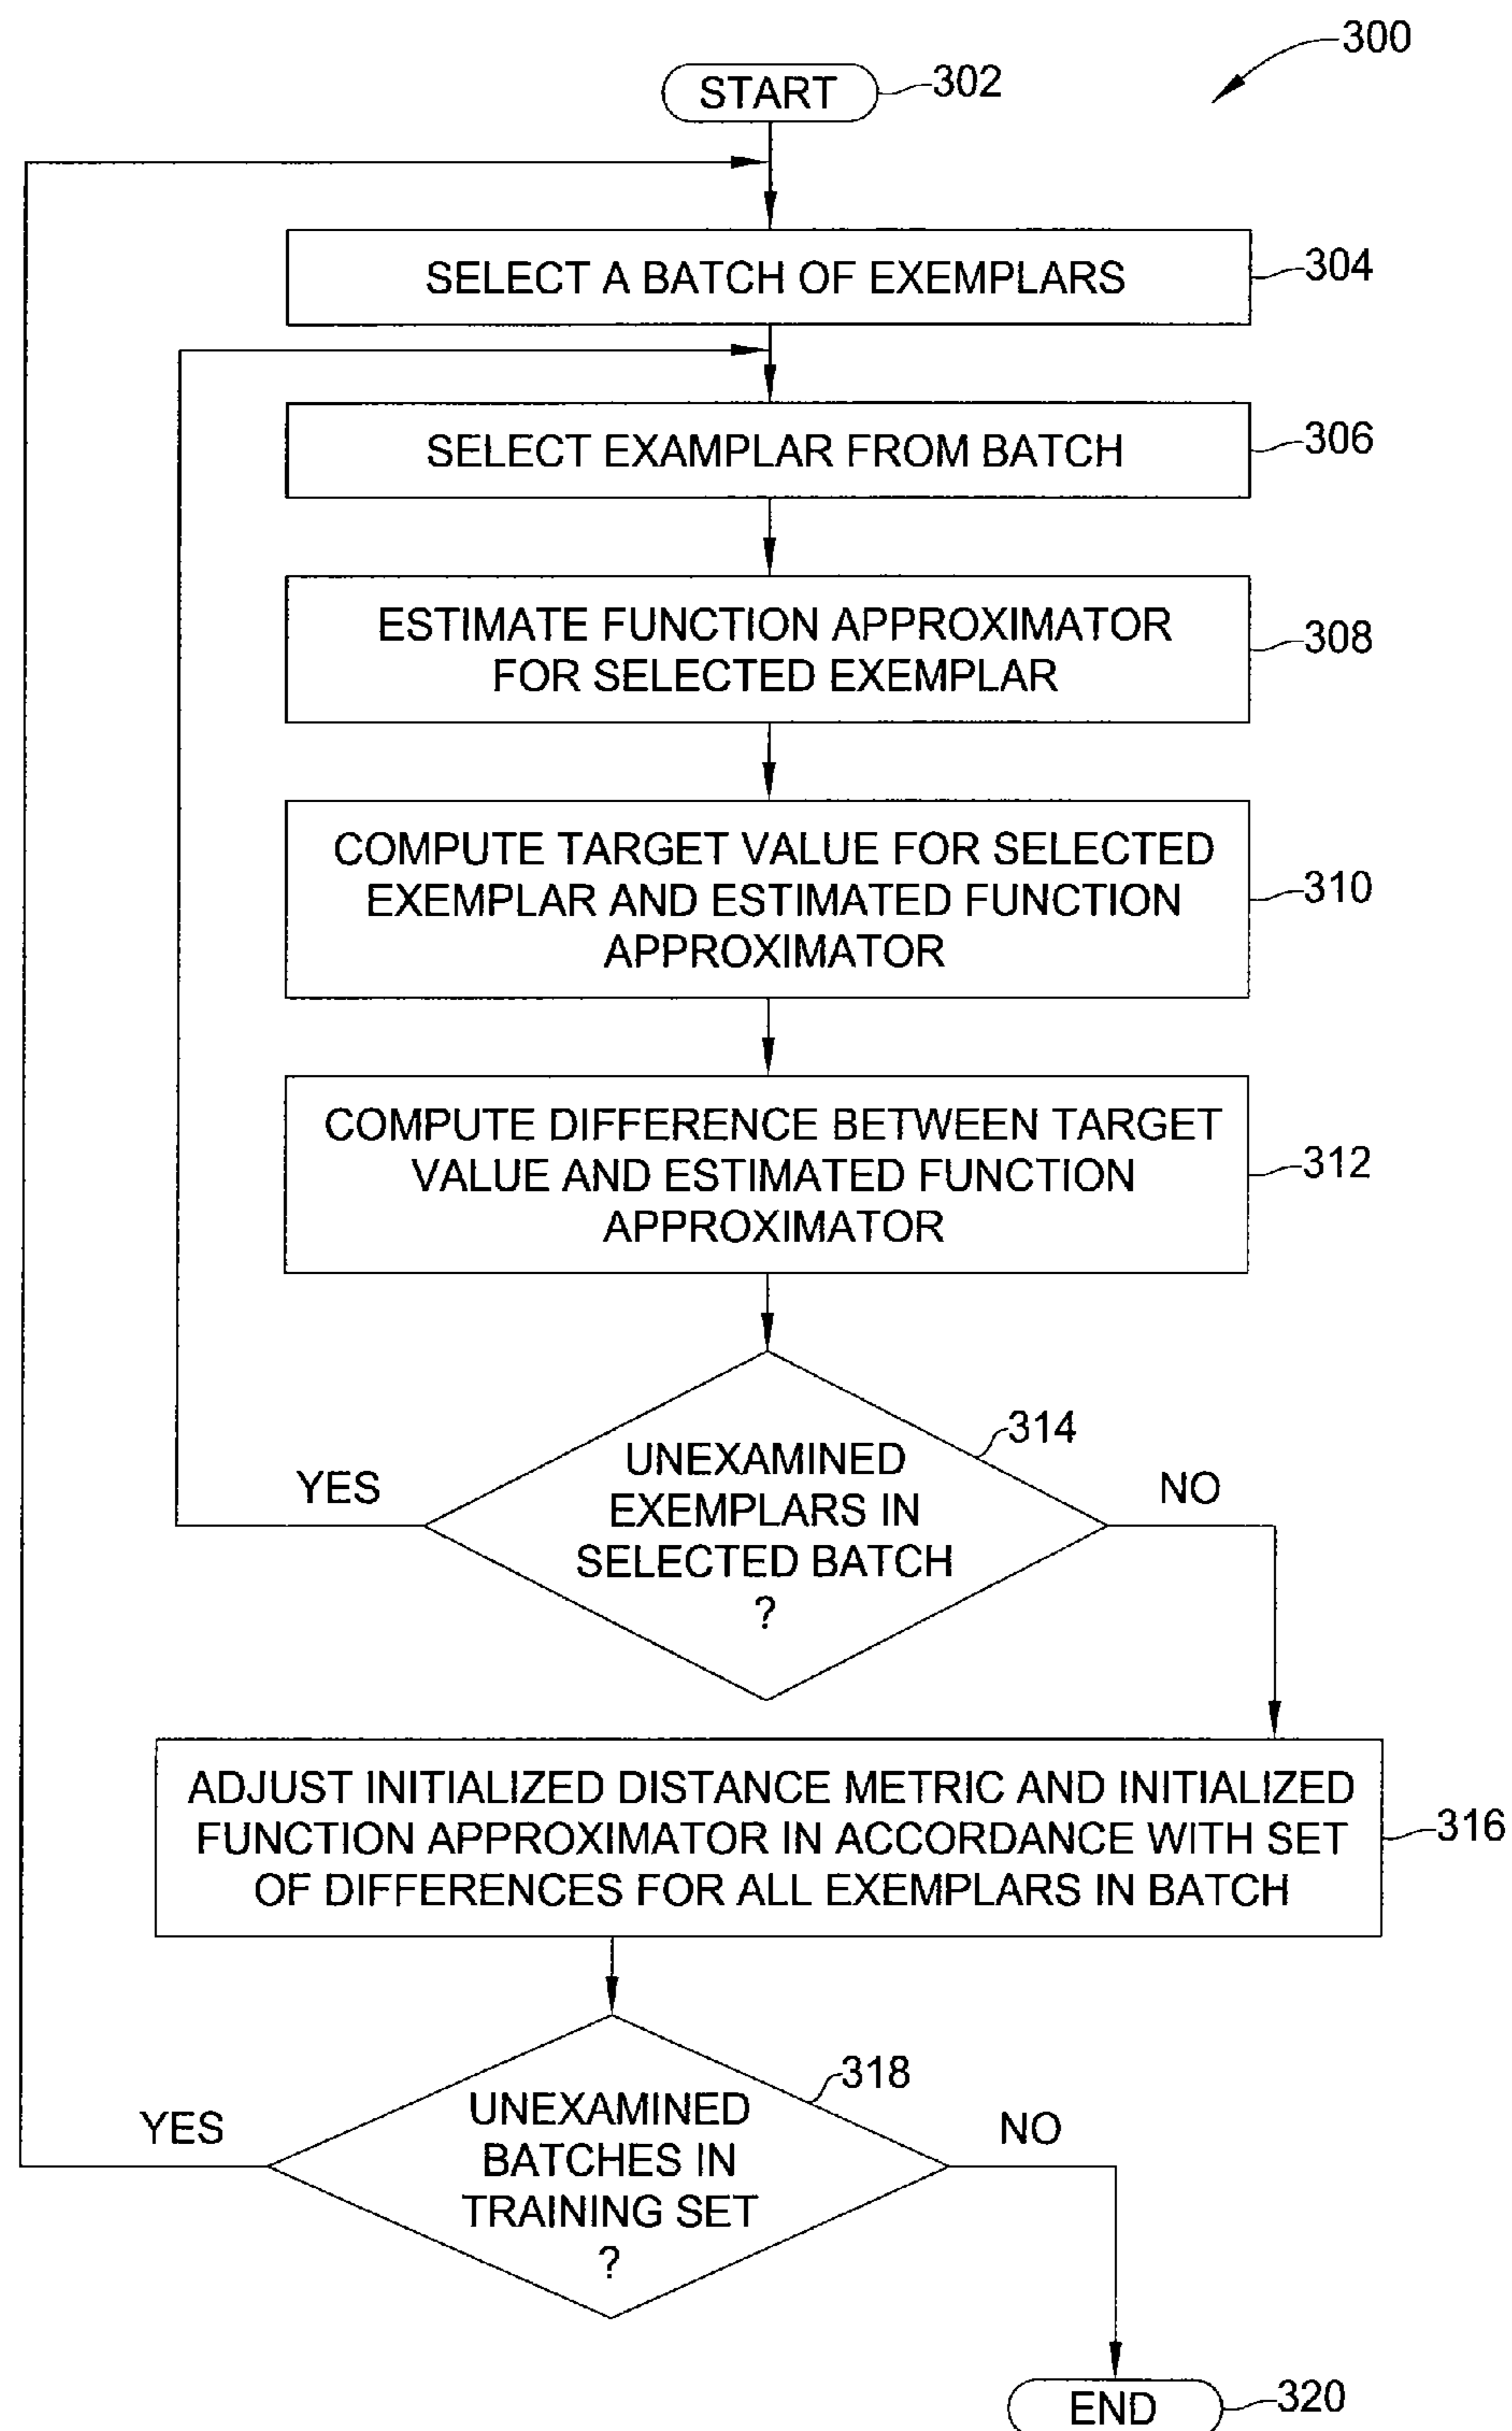 300
START
302
SELECT A BATCH OF EXEMPLARS
304
SELECT EXAMPLAR FROM BATCH
306
ESTIMATE FUNCTION APPROXIMATOR
FOR SELECTED EXEMPLAR
308
COMPUTE TARGET VALUE FOR SELECTED
EXEMPLAR AND ESTIMATED FUNCTION
APPROXIMATOR
310
COMPUTE DIFFERENCE BETWEEN TARGET
VALUE AND ESTIMATED FUNCTION
APPROXIMATOR
312
314
YES
UNEXAMINED
EXEMPLARS IN
SELECTED BATCH
?
NO
ADJUST INITIALIZED DISTANCE METRIC AND INITIALIZED
FUNCTION APPROXIMATOR IN ACCORDANCE WITH SET
OF DIFFERENCES FOR ALL EXEMPLARS IN BATCH
316
318
YES
UNEXAMINED
BATCHES IN
TRAINING SET
?
NO
END
320